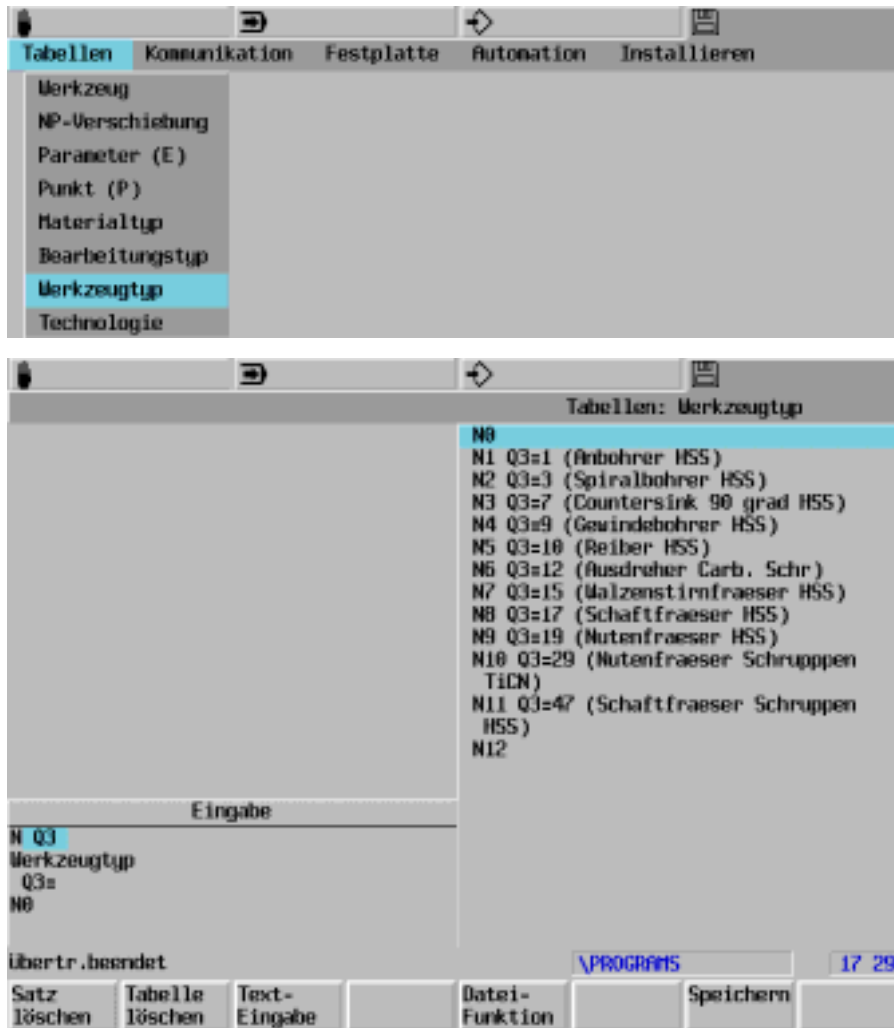 Tabellen Kommunikation Festplatte Automation Installieren
Werkzeug
NP-Verschiebung
Parameter (E)
Punkt (P)
Materialtyp
Bearbeitungstyp
Werkzeugtyp
Technologie
Tabellen: Werkzeugtyp
N0
N1 Q3=1 (Anbohrer HSS)
N2 Q3=3 (Spiralbohrer HSS)
N3 Q3=7 (Countersink 90 grad HSS)
N4 Q3=9 (Gewindebohrer HSS)
N5 Q3=10 (Reiber HSS)
N6 Q3=12 (Ausdreher Carb. Schr)
N7 Q3=15 (Walzenstirnfraeser HSS)
N8 Q3=17 (Schaftfraeser HSS)
N9 Q3=19 (Nutenfraeser HSS)
N10 Q3=29 (Nutenfraeser Schrupppen
TiCN)
N11 Q3=47 (Schaftfraeser Schruppen
HSS)
N12
Eingabe
N Q3
Werkzeugtyp
Q3=
N0
übertr.beendet \PROGRAMS 17 29
Satz Tabelle Text- Datei- Speichern
löschen löschen Eingabe Funktion